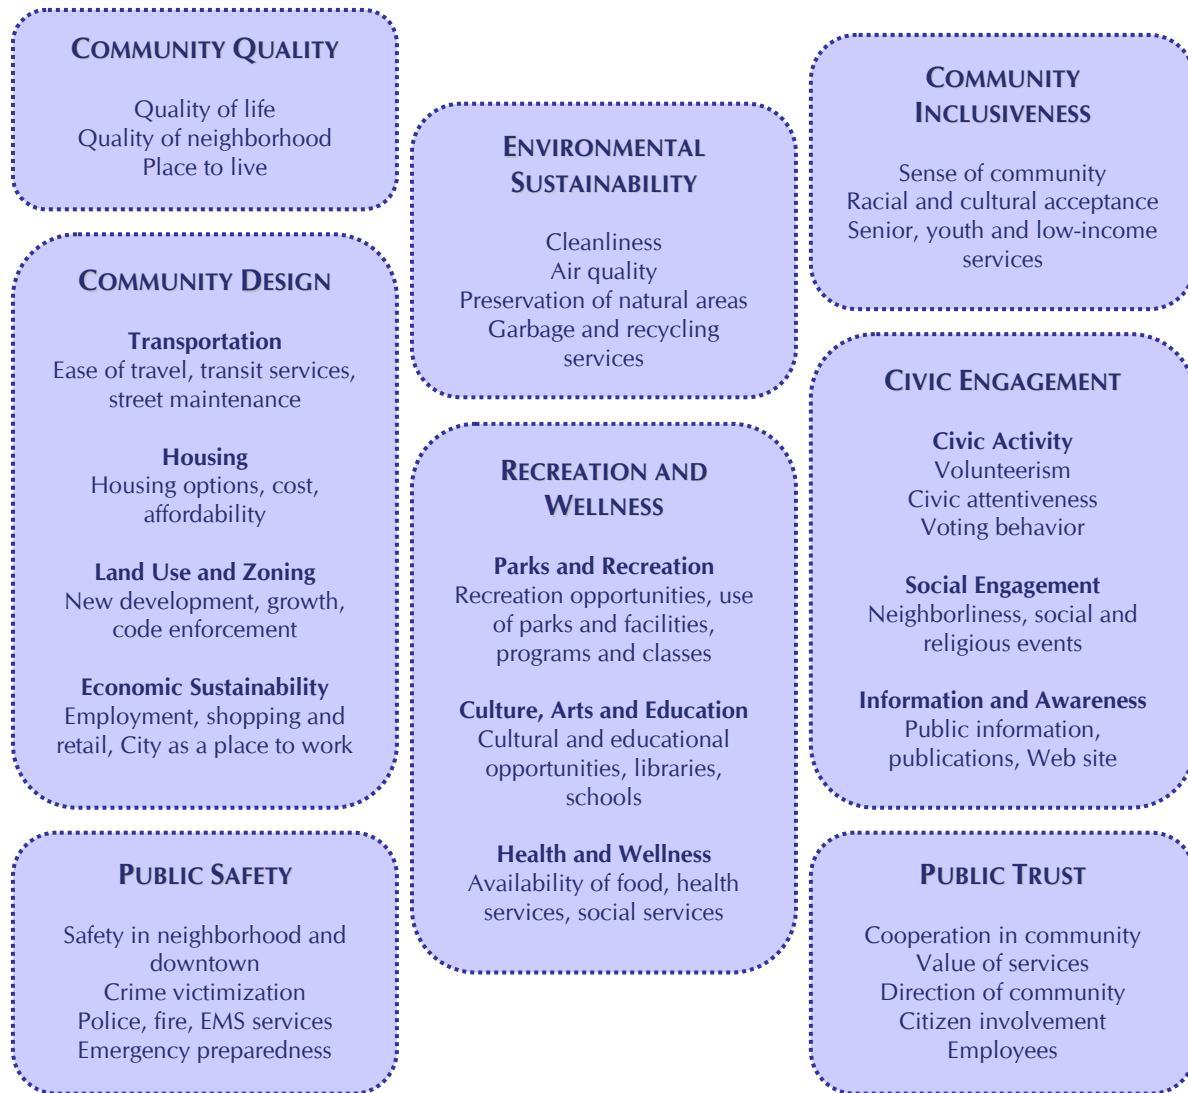 COMMUNITY QUALITY
Quality of life
Quality of neighborhood
Place to live
COMMUNITY DESIGN
Transportation
Ease of travel, transit services,
street maintenance
Housing
Housing options, cost,
affordability
Land Use and Zoning
New development, growth,
code enforcement
Economic Sustainability
Employment, shopping and
retail, City as a place to work
PUBLIC SAFETY
Safety in neighborhood and
downtown
Crime victimization
Police, fire, EMS services
Emergency preparedness
ENVIRONMENTAL
SUSTAINABILITY
Cleanliness
Air quality
Preservation of natural areas
Garbage and recycling
services
RECREATION AND
WELLNESS
Parks and Recreation
Recreation opportunities, use
of parks and facilities,
programs and classes
Culture, Arts and Education
Cultural and educational
opportunities, libraries,
schools
Health and Wellness
Availability of food, health
services, social services
COMMUNITY
INCLUSIVENESS
Sense of community
Racial and cultural acceptance
Senior, youth and low-income
services
CIVIC ENGAGEMENT
Civic Activity
Volunteerism
Civic attentiveness
Voting behavior
Social Engagement
Neighborliness, social and
religious events
Information and Awareness
Public information,
publications, Web site
PUBLIC TRUST
Cooperation in community
Value of services
Direction of community
Citizen involvement
Employees